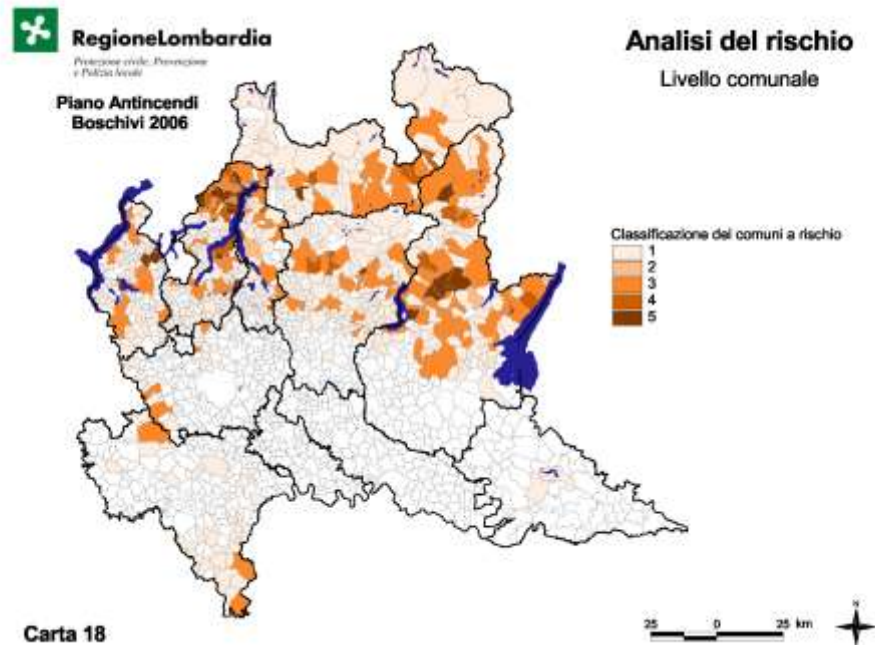 RegioneLombardia
Protezione civile, Prevenzione
e Polizia locale
Piano Antincendi
Boschivi 2006
Analisi del rischio
Livello comunale
Classificazione dei comuni a rischio
1
2
3
4
5
Carta 18
25 0 25 km
N